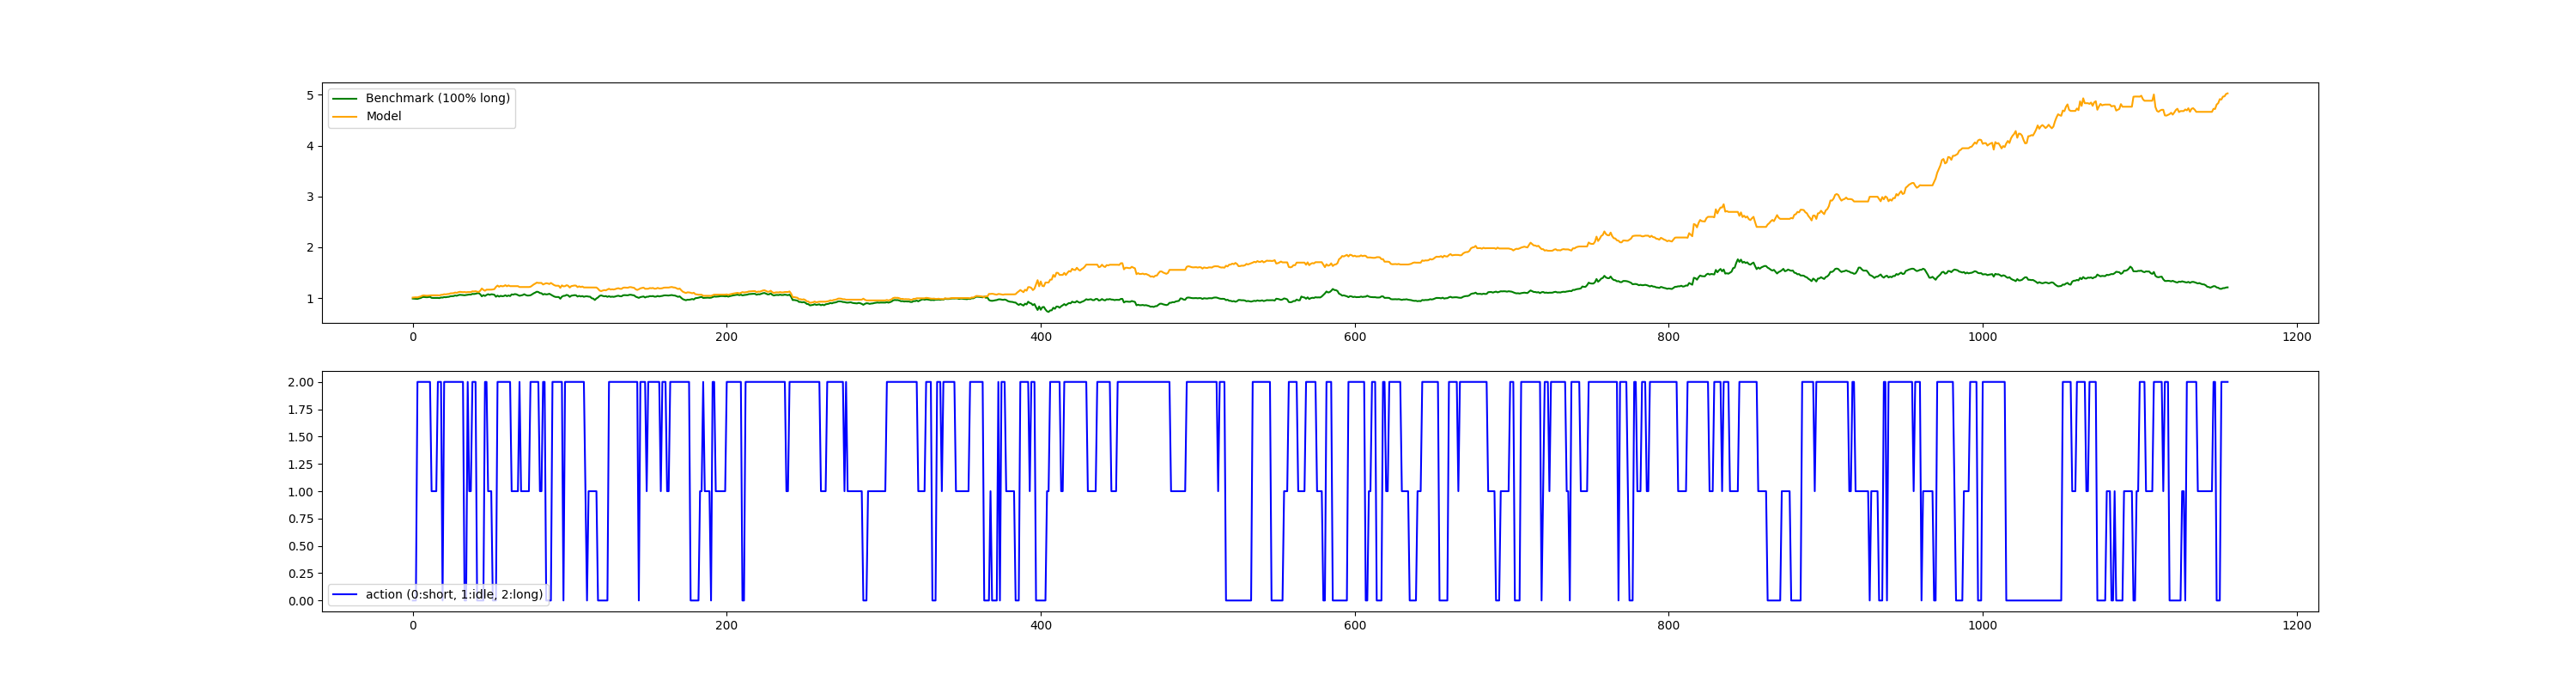 Benchmark (100% long)
Model
5
4
3
2
1
0 200 400 600 800 1000 1200
2.00
1.75
1.50
1.25
1.00
0.75
0.50
0.25
0.00
action (0:short, 1:idle, 2:long)
0 200 400 600 800 1000 1200